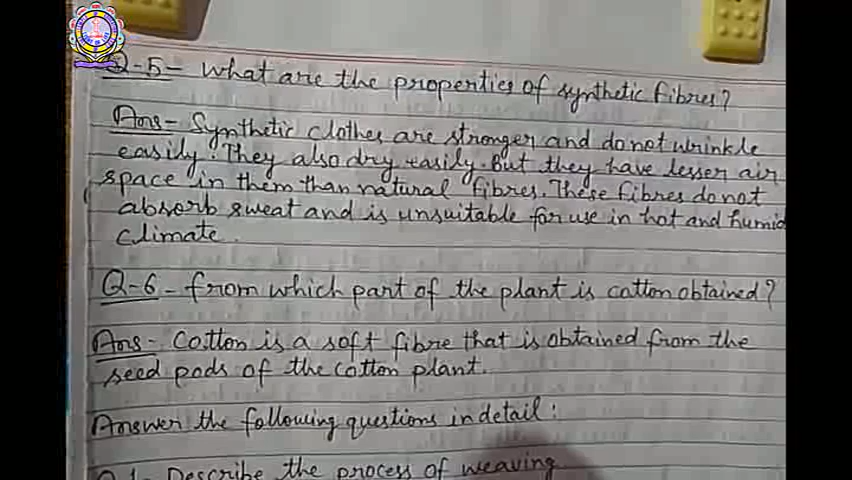 Q-5- What are the properties of synthetic fibres?
Ans- Synthetic clothes are stronger and do not wrinkle
easily. They also dry easily. But they have lesser air
space in them than natural fibres. These fibres do not
absorb sweat and is unsuitable for use in hot and humid
climate.
Q-6- from which part of the plant is cotton obtained?
Ans- Cotton is a soft fibre that is obtained from the
seed pods of the cotton plant.
Answer the following questions in detail:
Q 1 Describe the process of weaving